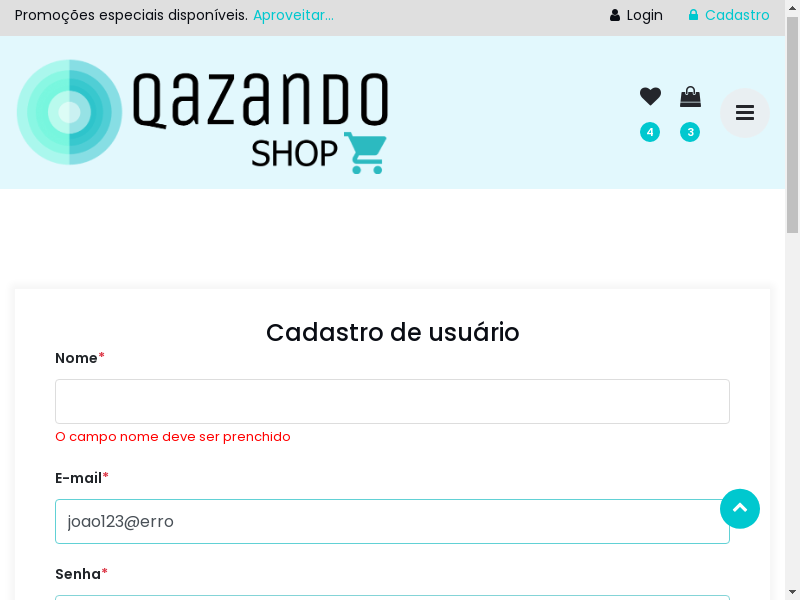 Promoções especiais disponíveis. Aproveitar... Login Cadastro
QAZANDO
SHOP
4 3
Cadastro de usuário
Nome*
O campo nome deve ser prenchido
E-mail*
joao123@erro
Senha*